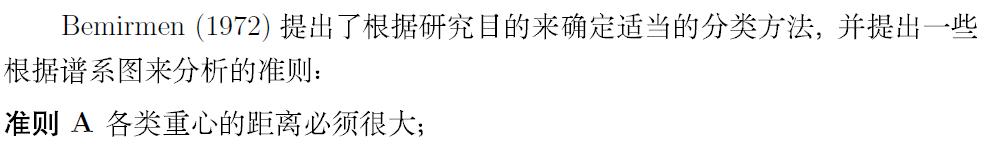 Bemirmen (1972) 提出了根据研究目的来确定适当的分类方法, 并提出一些
根据谱系图来分析的准则:
准则 A 各类重心的距离必须很大;